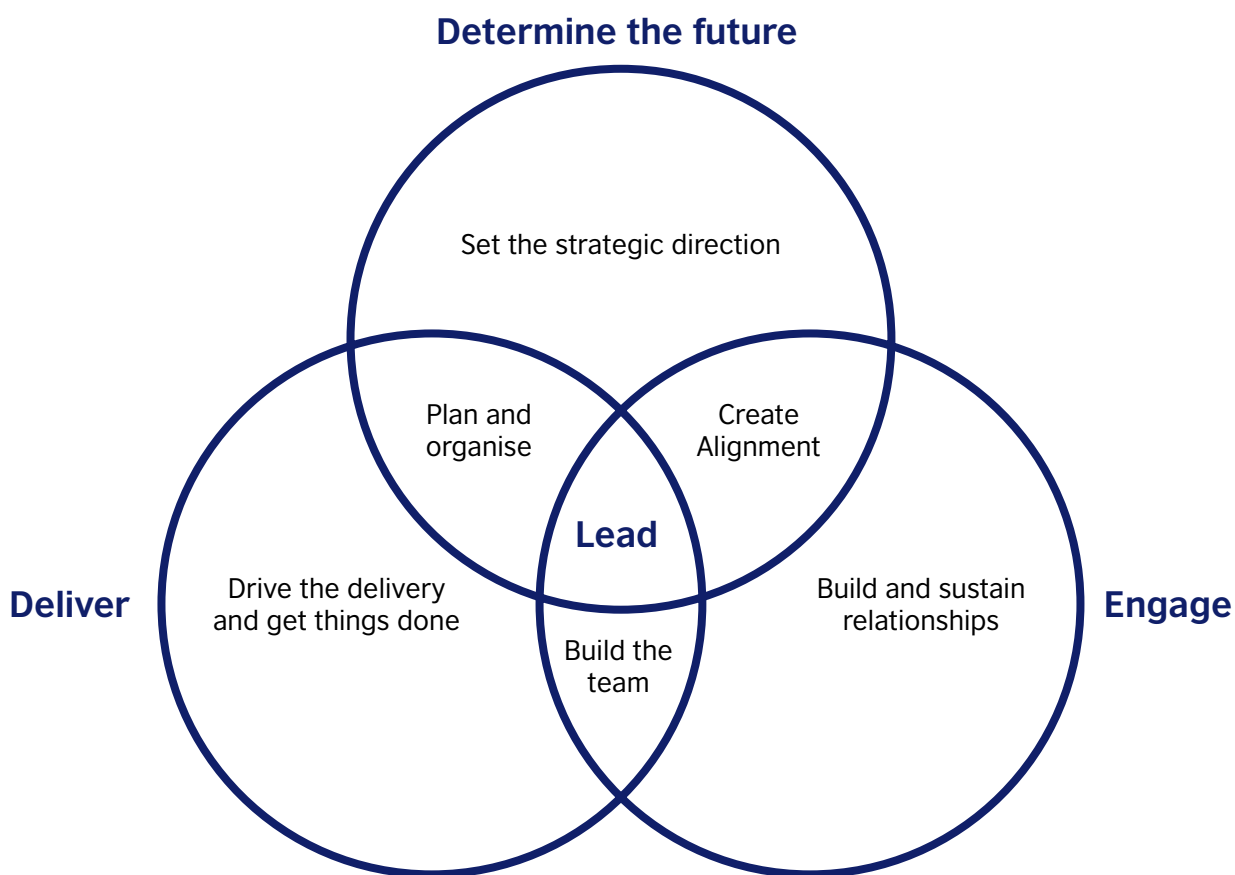 Determine the future
Set the strategic direction
Plan and
organise
Create
Alignment
Lead
Deliver
Drive the delivery
and get things done
Build and sustain
relationships
Engage
Build the
team